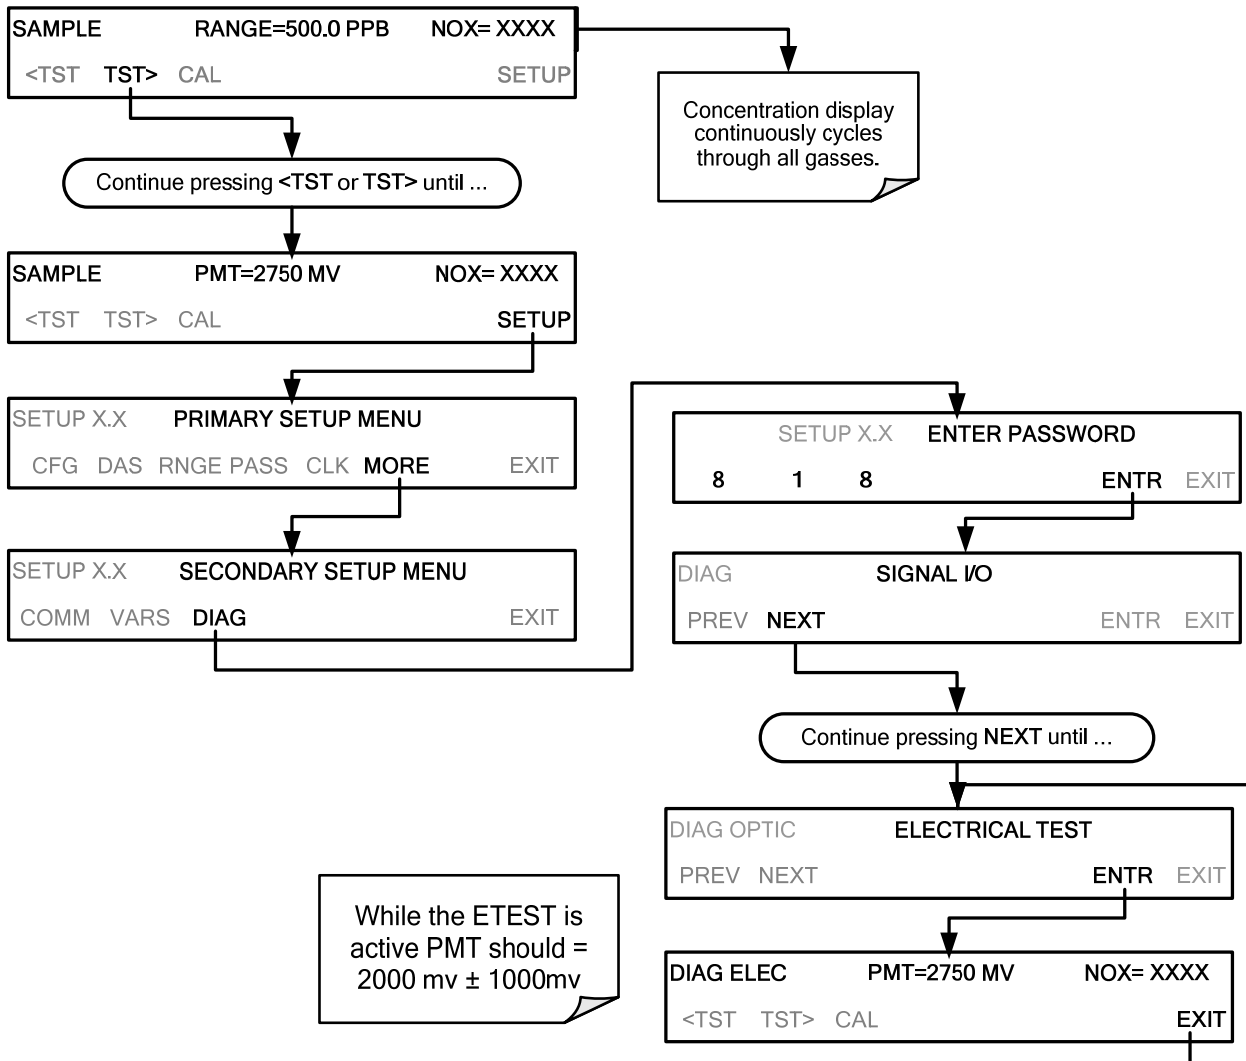 SAMPLE RANGE=500.0 PPB NOX= XXXX
<TST TST> CAL SETUP
Concentration display
continuously cycles
through all gasses.
Continue pressing <TST or TST> until ...
SAMPLE PMT=2750 MV NOX= XXXX
<TST TST> CAL SETUP
SETUP X.X PRIMARY SETUP MENU
CFG DAS RNGE PASS CLK MORE EXIT
SETUP X.X SECONDARY SETUP MENU
COMM VARS DIAG EXIT
SETUP X.X ENTER PASSWORD
8 1 8 ENTR EXIT
DIAG SIGNAL I/O
PREV NEXT ENTR EXIT
Continue pressing NEXT until ...
DIAG OPTIC ELECTRICAL TEST
PREV NEXT ENTR EXIT
While the ETEST is
active PMT should =
2000 mv ± 1000mv
DIAG ELEC PMT=2750 MV NOX= XXXX
<TST TST> CAL EXIT